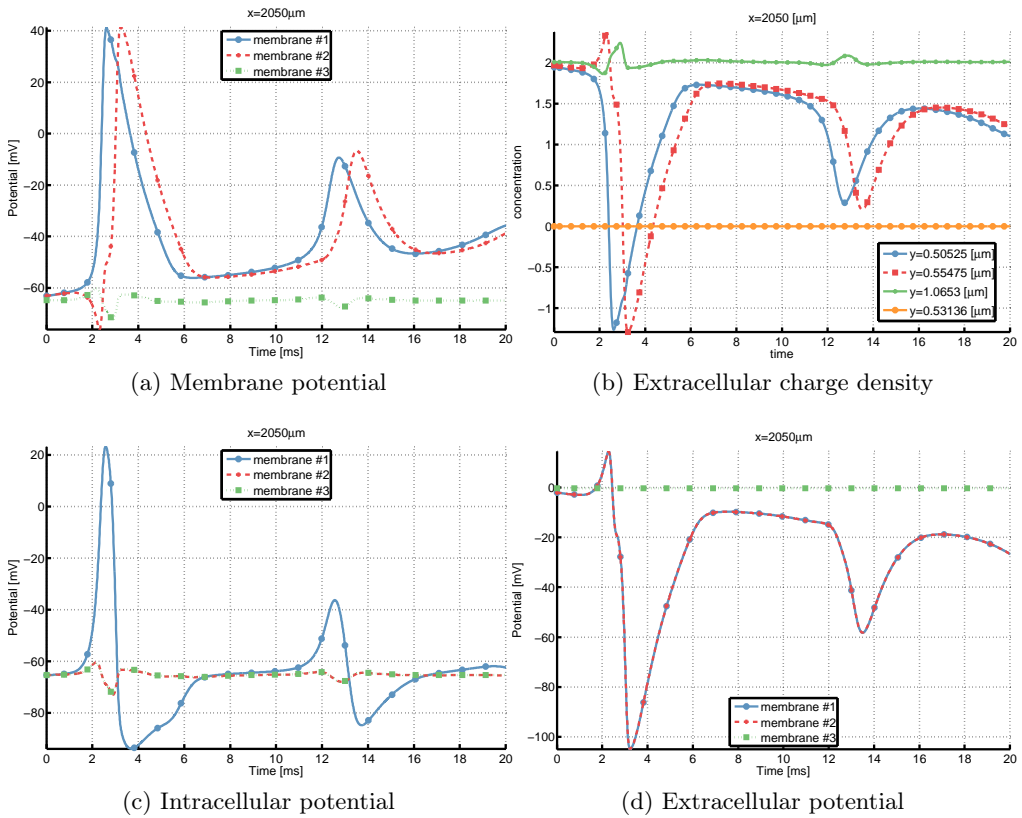 x=2050μm
Potential [mV]
40
20
0
−20
−40
−60
0 2 4 6 8 10 12 14 16 18 20
Time [ms]
membrane #1
membrane #2
membrane #3
(a) Membrane potential
x=2050 [μm]
concentration
2
1.5
1
0.5
0
−0.5
−1
0 2 4 6 8 10 12 14 16 18 20
time
y=0.50525 [μm]
y=0.55475 [μm]
y=1.0653 [μm]
y=0.53136 [μm]
(b) Extracellular charge density
x=2050μm
Potential [mV]
20
0
−20
−40
−60
−80
0 2 4 6 8 10 12 14 16 18 20
Time [ms]
membrane #1
membrane #2
membrane #3
(c) Intracellular potential
x=2050μm
Potential [mV]
0
−20
−40
−60
−80
−100
0 2 4 6 8 10 12 14 16 18 20
Time [ms]
membrane #1
membrane #2
membrane #3
(d) Extracellular potential